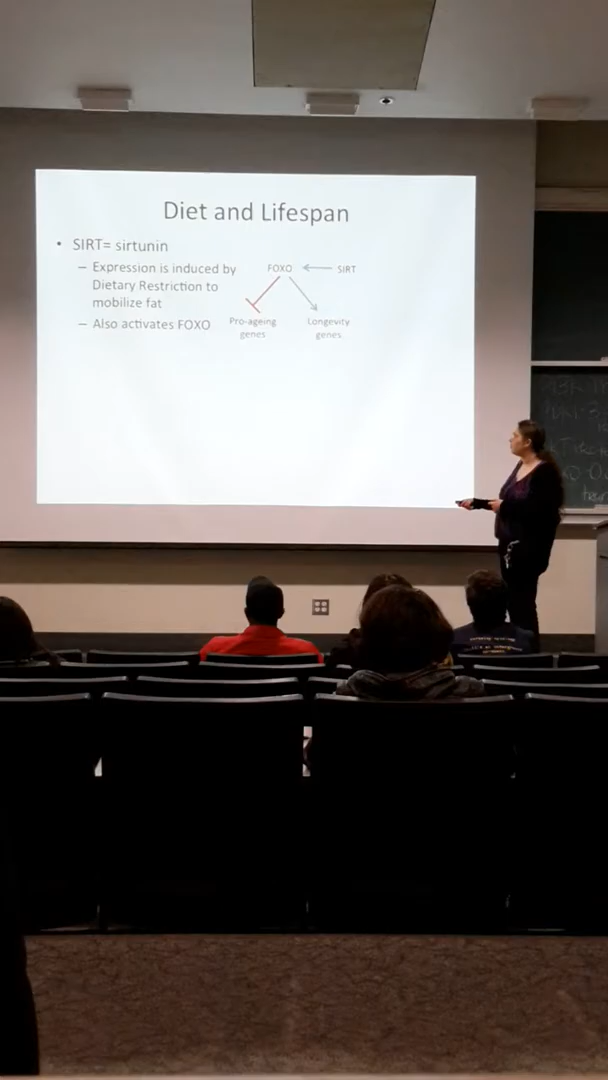 Diet and Lifespan
• SIRT= sirtunin
– Expression is induced by
Dietary Restriction to
mobilize fat
– Also activates FOXO
FOXO
SIRT
Pro-ageing
genes
Longevity
genes